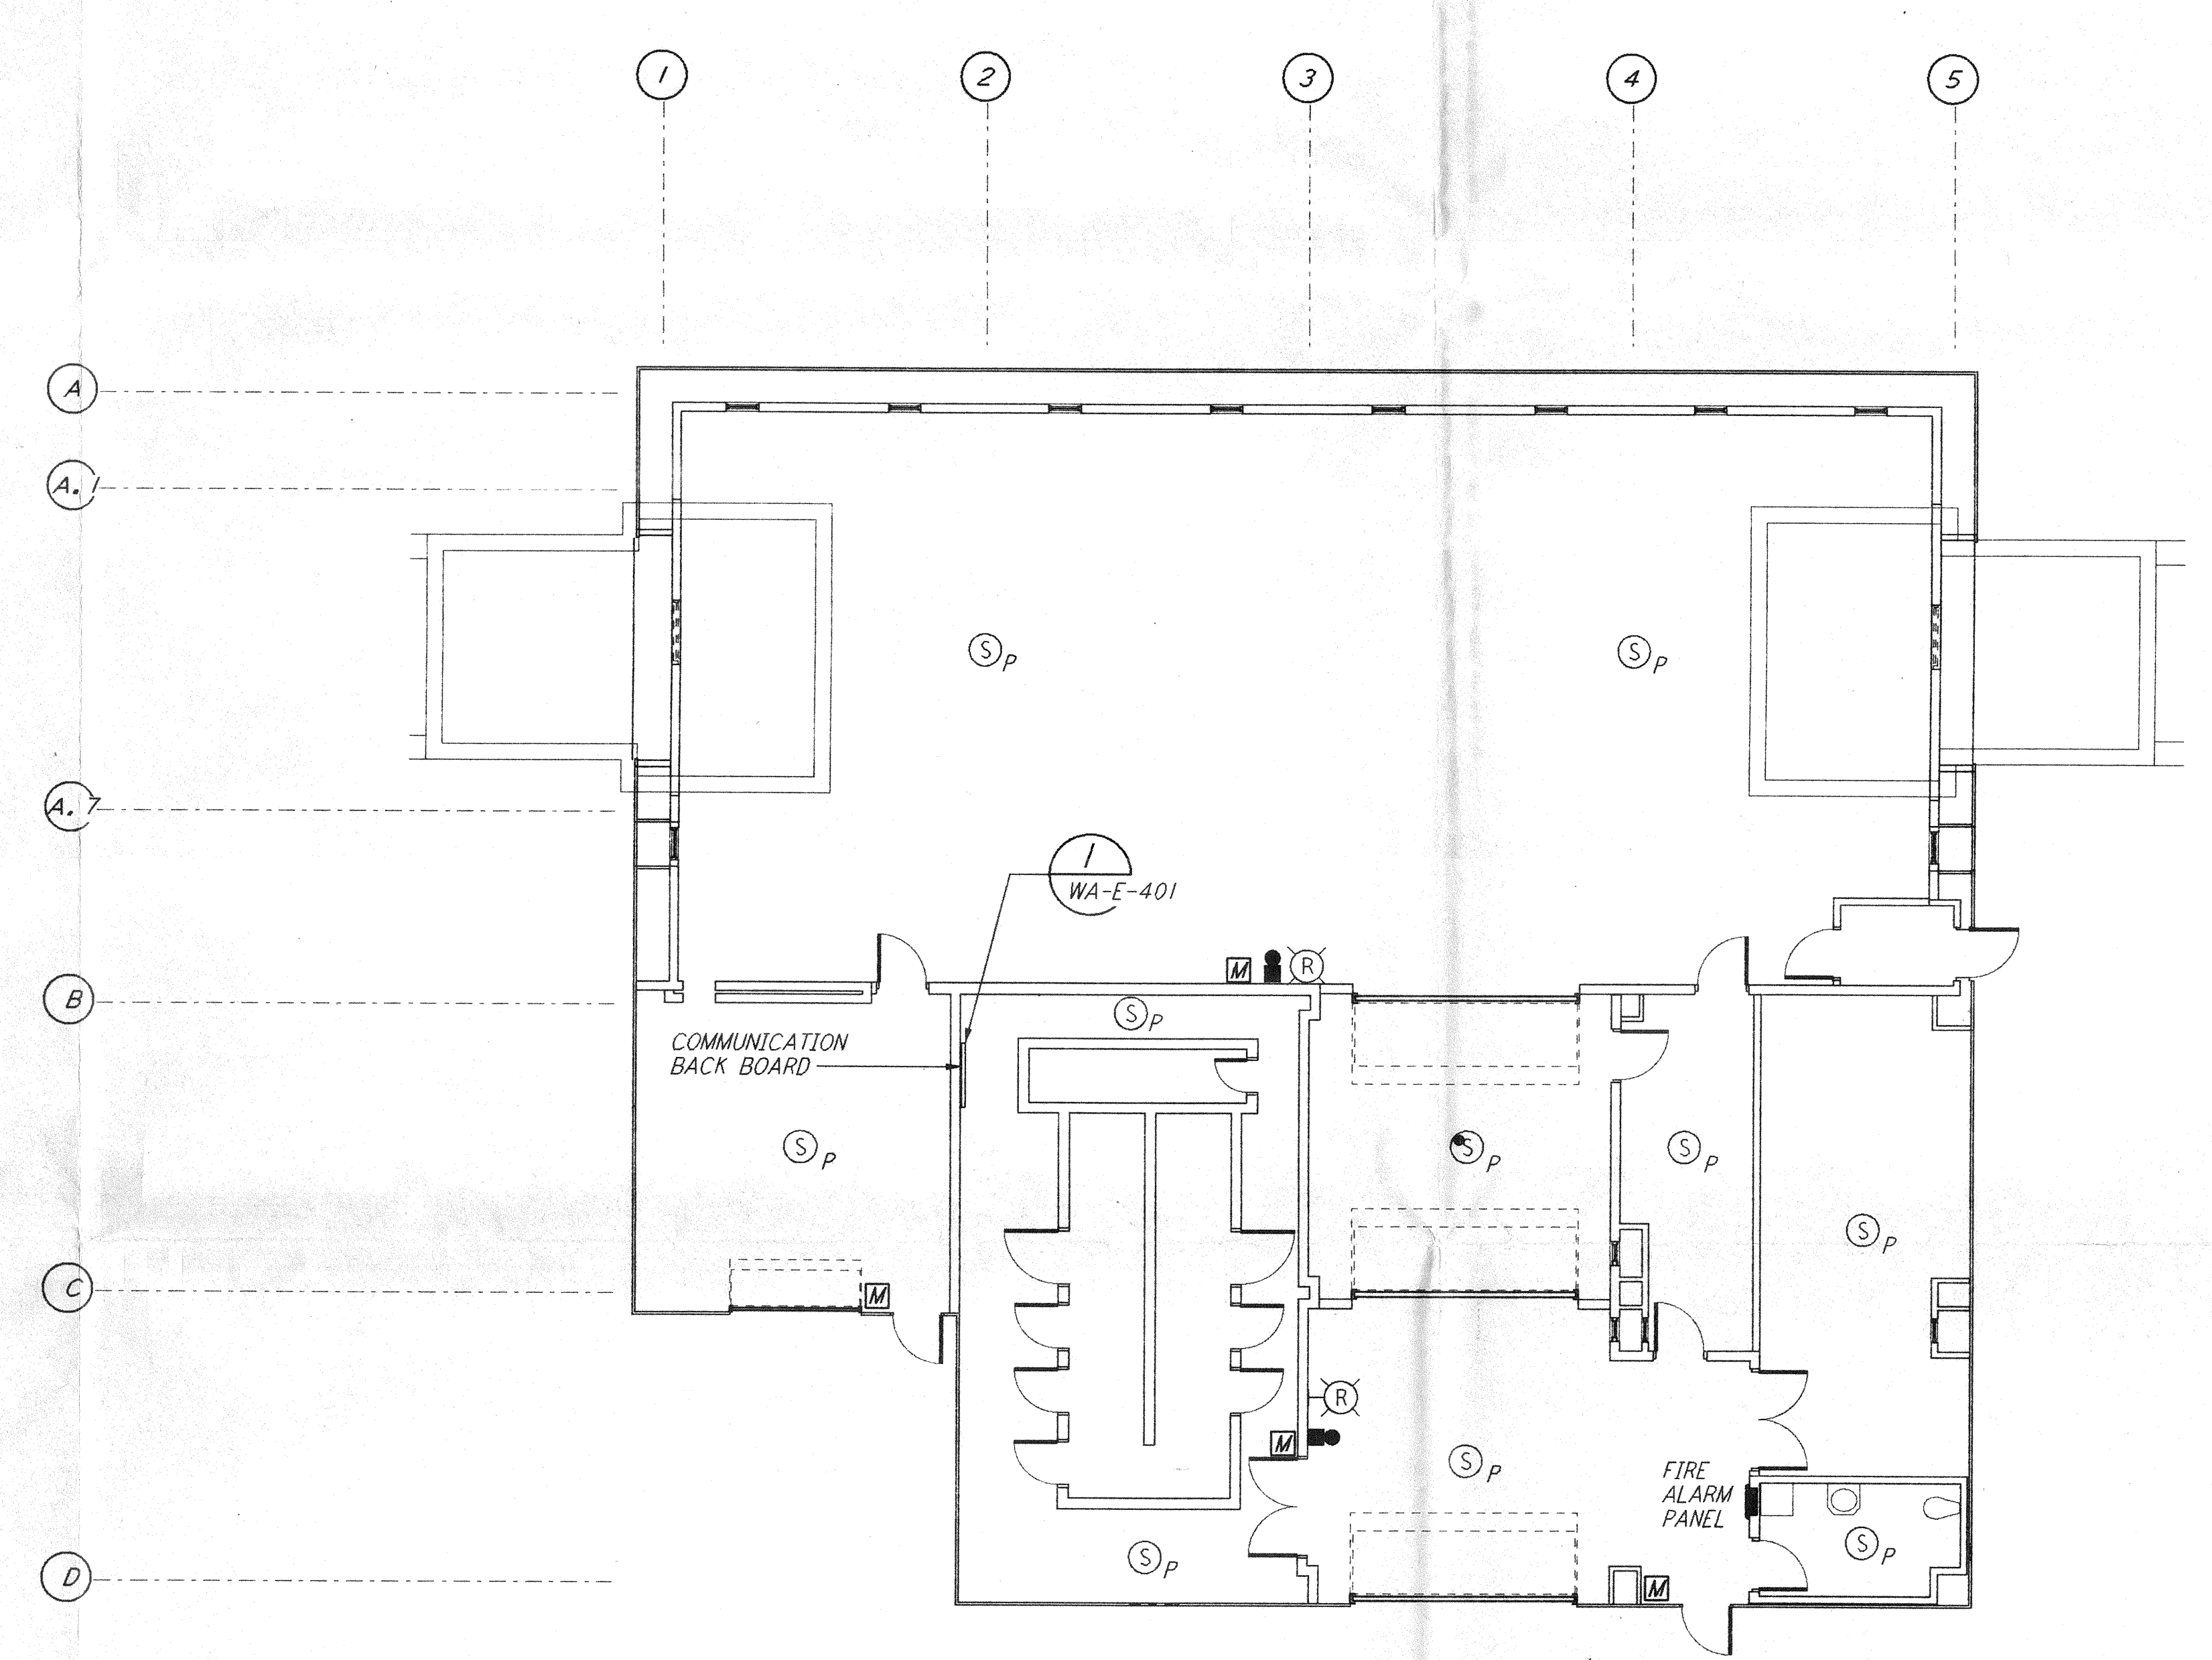 1 2 3 4 5
A
A.1
S P S P
A.7
1
WA-E-401
M R
B
S P
COMMUNICATION
BACK BOARD
S P S P S P
S P
C
M
R
M
S P
FIRE
ALARM
PANEL
S P S P
D
M